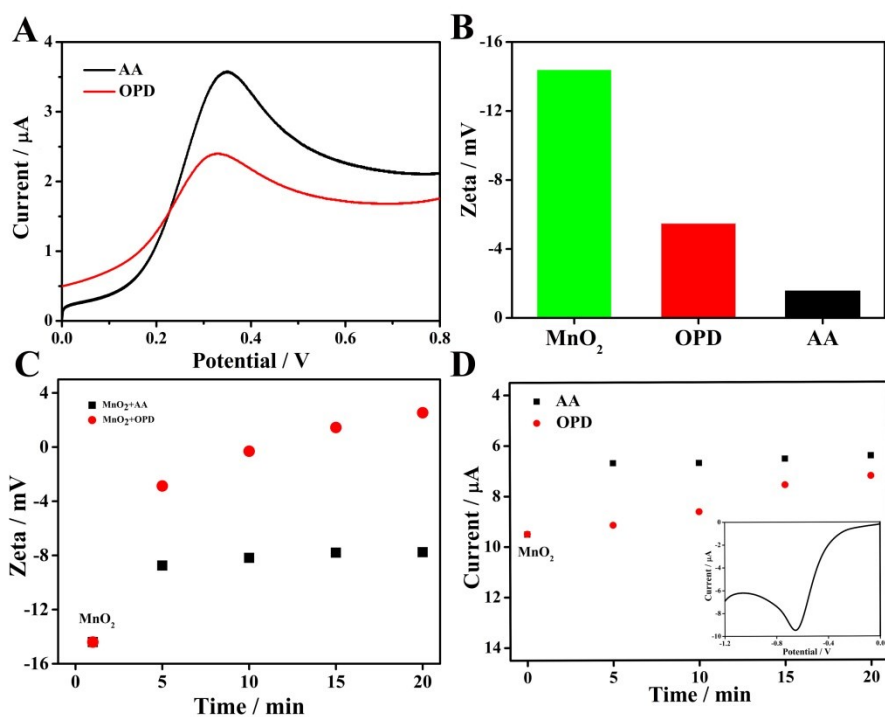 A
4
3
2
1
0
Current / μA
AA
OPD
0.0
0.2
0.4
0.6
0.8
Potential / V
B
-16
-12
-8
-4
0
Zeta / mV
MnO2
OPD
AA
C
4
0
-4
-8
-12
-16
Zeta / mV
MnO2+AA
MnO2+OPD
MnO2
0
5
10
15
20
Time / min
D
4
6
8
10
12
14
Current / μA
AA
OPD
MnO2
0
5
10
15
20
Time / min
0
-2
-4
-6
-8
-10
Current / μA
-1.2
-0.8
-0.4
0.0
Potential / V